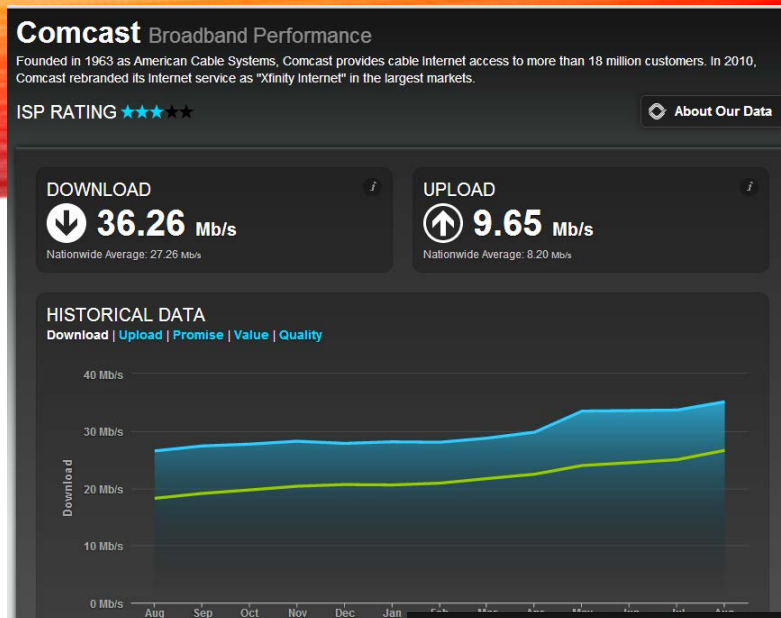 Comcast Broadband Performance
Founded in 1963 as American Cable Systems, Comcast provides cable Internet access to more than 18 million customers. In 2010,
Comcast rebranded its Internet service as "Xfinity Internet" in the largest markets.
ISP RATING
About Our Data
DOWNLOAD
36.26 Mb/s
Nationwide Average: 27.26 Mb/s
UPLOAD
9.65 Mb/s
Nationwide Average: 8.20 Mb/s
HISTORICAL DATA
Download | Upload | Promise | Value | Quality
40 Mb/s
30 Mb/s
20 Mb/s
10 Mb/s
0 Mb/s
Download
Aug Sep Oct Nov Dec Jan